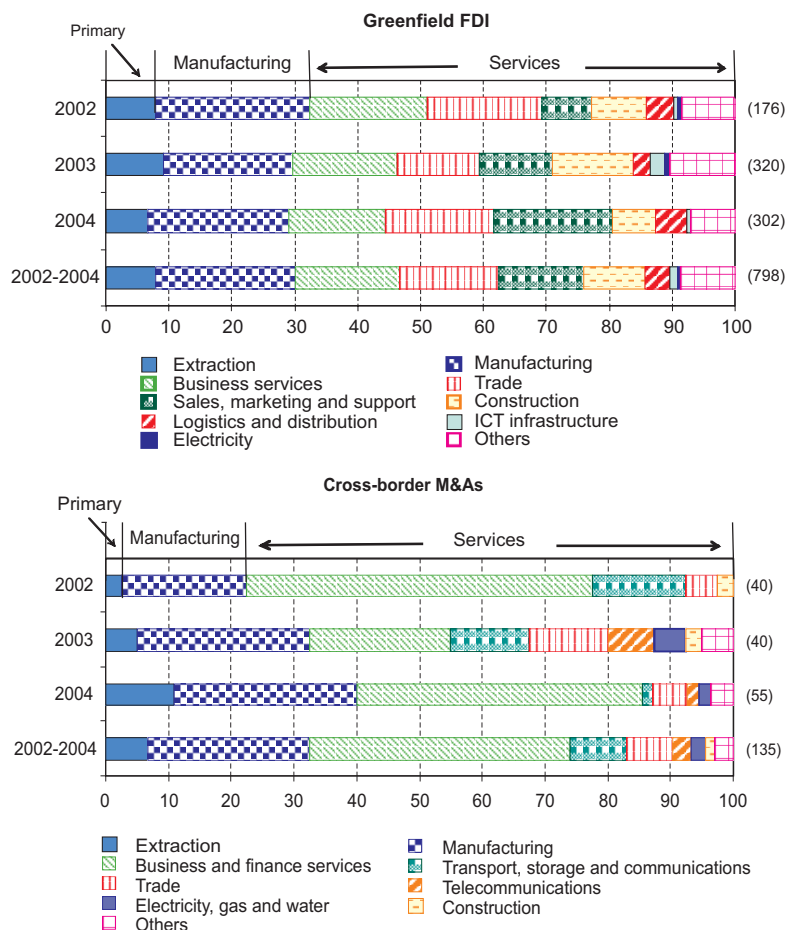 Greenfield FDI
Primary
Manufacturing
Services
2002
(176)
2003
(320)
2004
(302)
2002-2004
(798)
0 10 20 30 40 50 60 70 80 90 100
Extraction
Manufacturing
Business services
Trade
Sales, marketing and support
Construction
Logistics and distribution
ICT infrastructure
Electricity
Others
Cross-border M&As
Primary
Manufacturing
Services
2002
(40)
2003
(40)
2004
(55)
2002-2004
(135)
0 10 20 30 40 50 60 70 80 90 100
Extraction
Manufacturing
Business and finance services
Transport, storage and communications
Trade
Telecommunications
Electricity, gas and water
Construction
Others